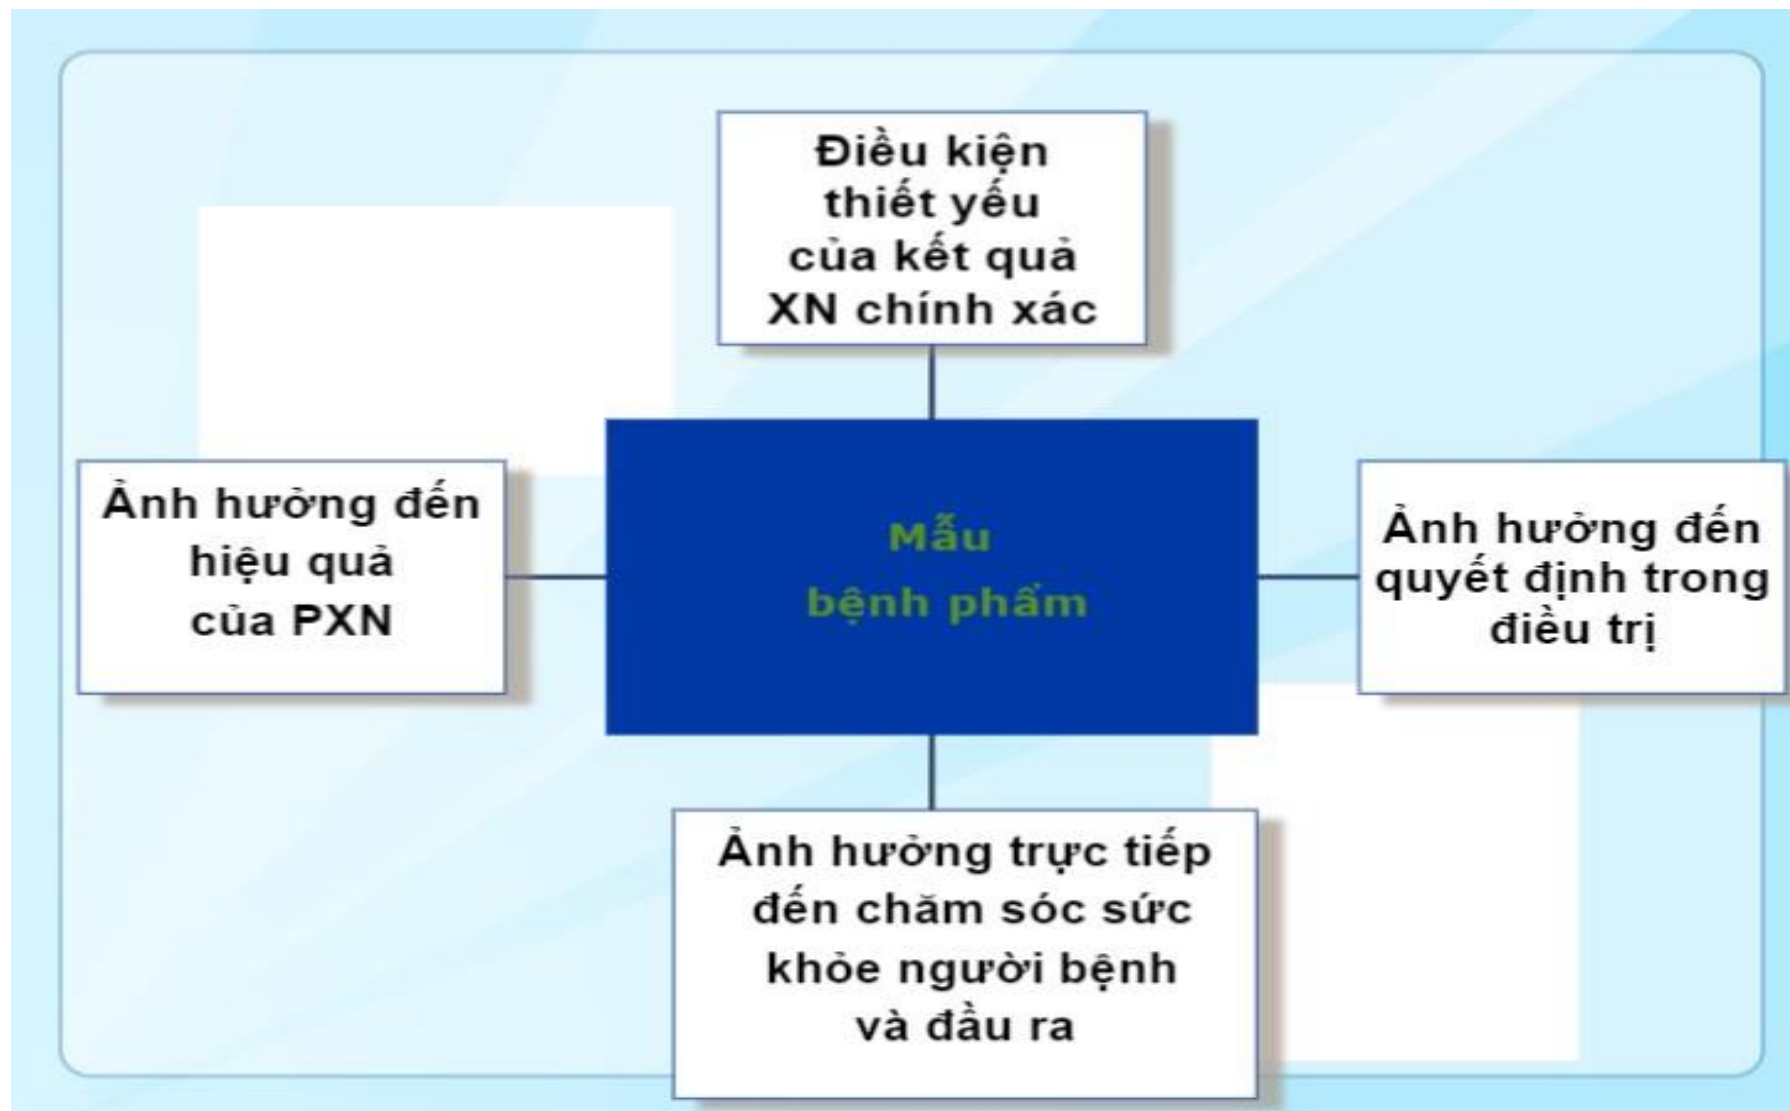 Điều kiện
thiết yếu
của kết quả
XN chính xác
Ảnh hưởng đến
hiệu quả
của PXN
Mẫu
bệnh phẩm
Ảnh hưởng đến
quyết định trong
điều trị
Ảnh hưởng trực tiếp
đến chăm sóc sức
khỏe người bệnh
và đầu ra